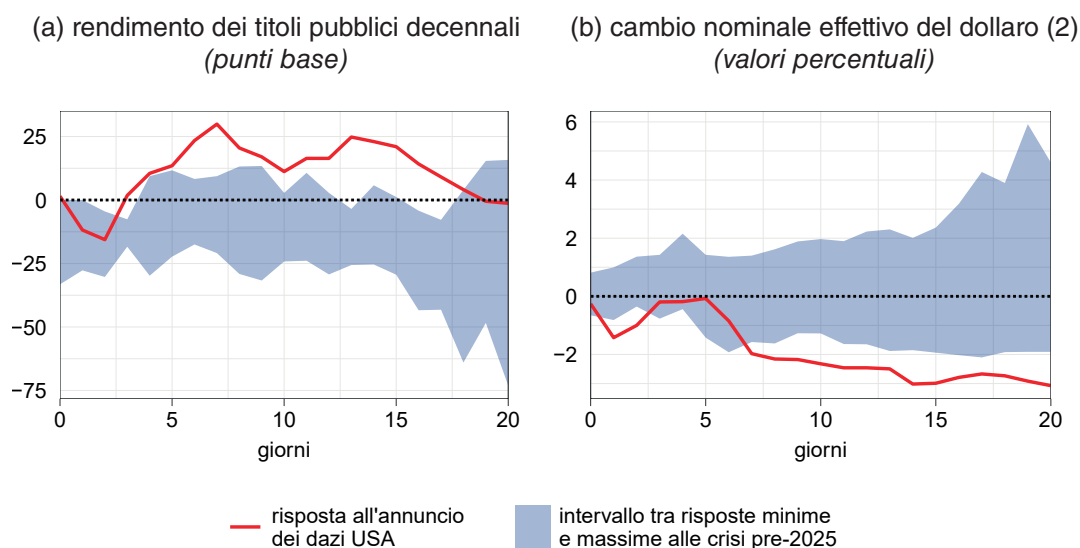 (a) rendimento dei titoli pubblici decennali
(punti base)
25
0
−25
−50
−75
0 5 10 15 20
giorni
(b) cambio nominale effettivo del dollaro (2)
(valori percentuali)
6
4
2
0
−2
0 5 10 15 20
giorni
risposta all'annuncio
dei dazi USA
intervallo tra risposte minime
e massime alle crisi pre-2025